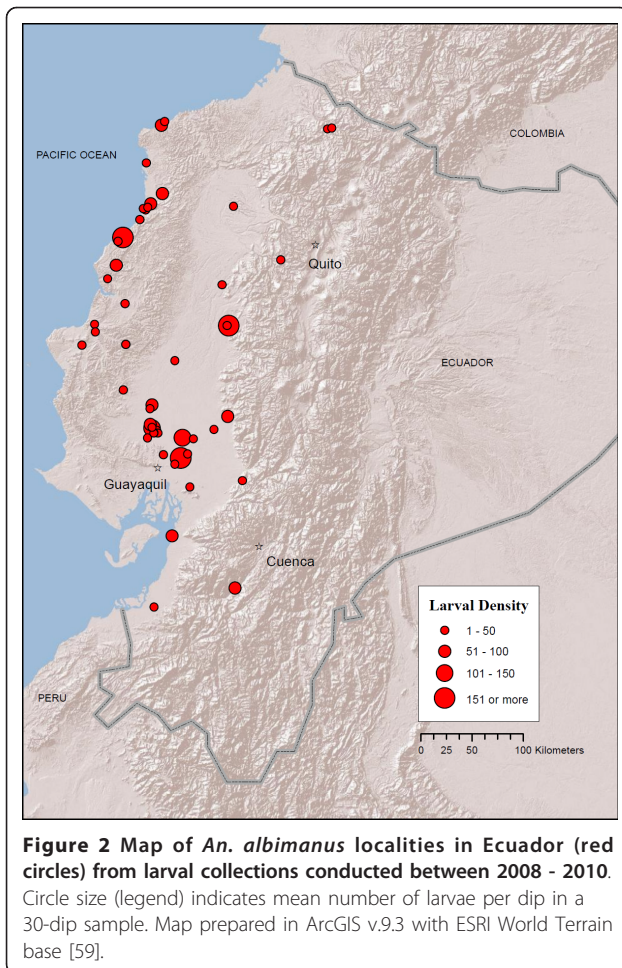 COLOMBIA
PACIFIC OCEAN
Quito
ECUADOR
Guayaquil
Cuenca
PERU
Larval Density
1 - 50
51 - 100
101 - 150
151 or more
0 25 50 100 Kilometers
Figure 2 Map of An. albimanus localities in Ecuador (red
circles) from larval collections conducted between 2008 - 2010.
Circle size (legend) indicates mean number of larvae per dip in a
30-dip sample. Map prepared in ArcGIS v.9.3 with ESRI World Terrain
base [59].